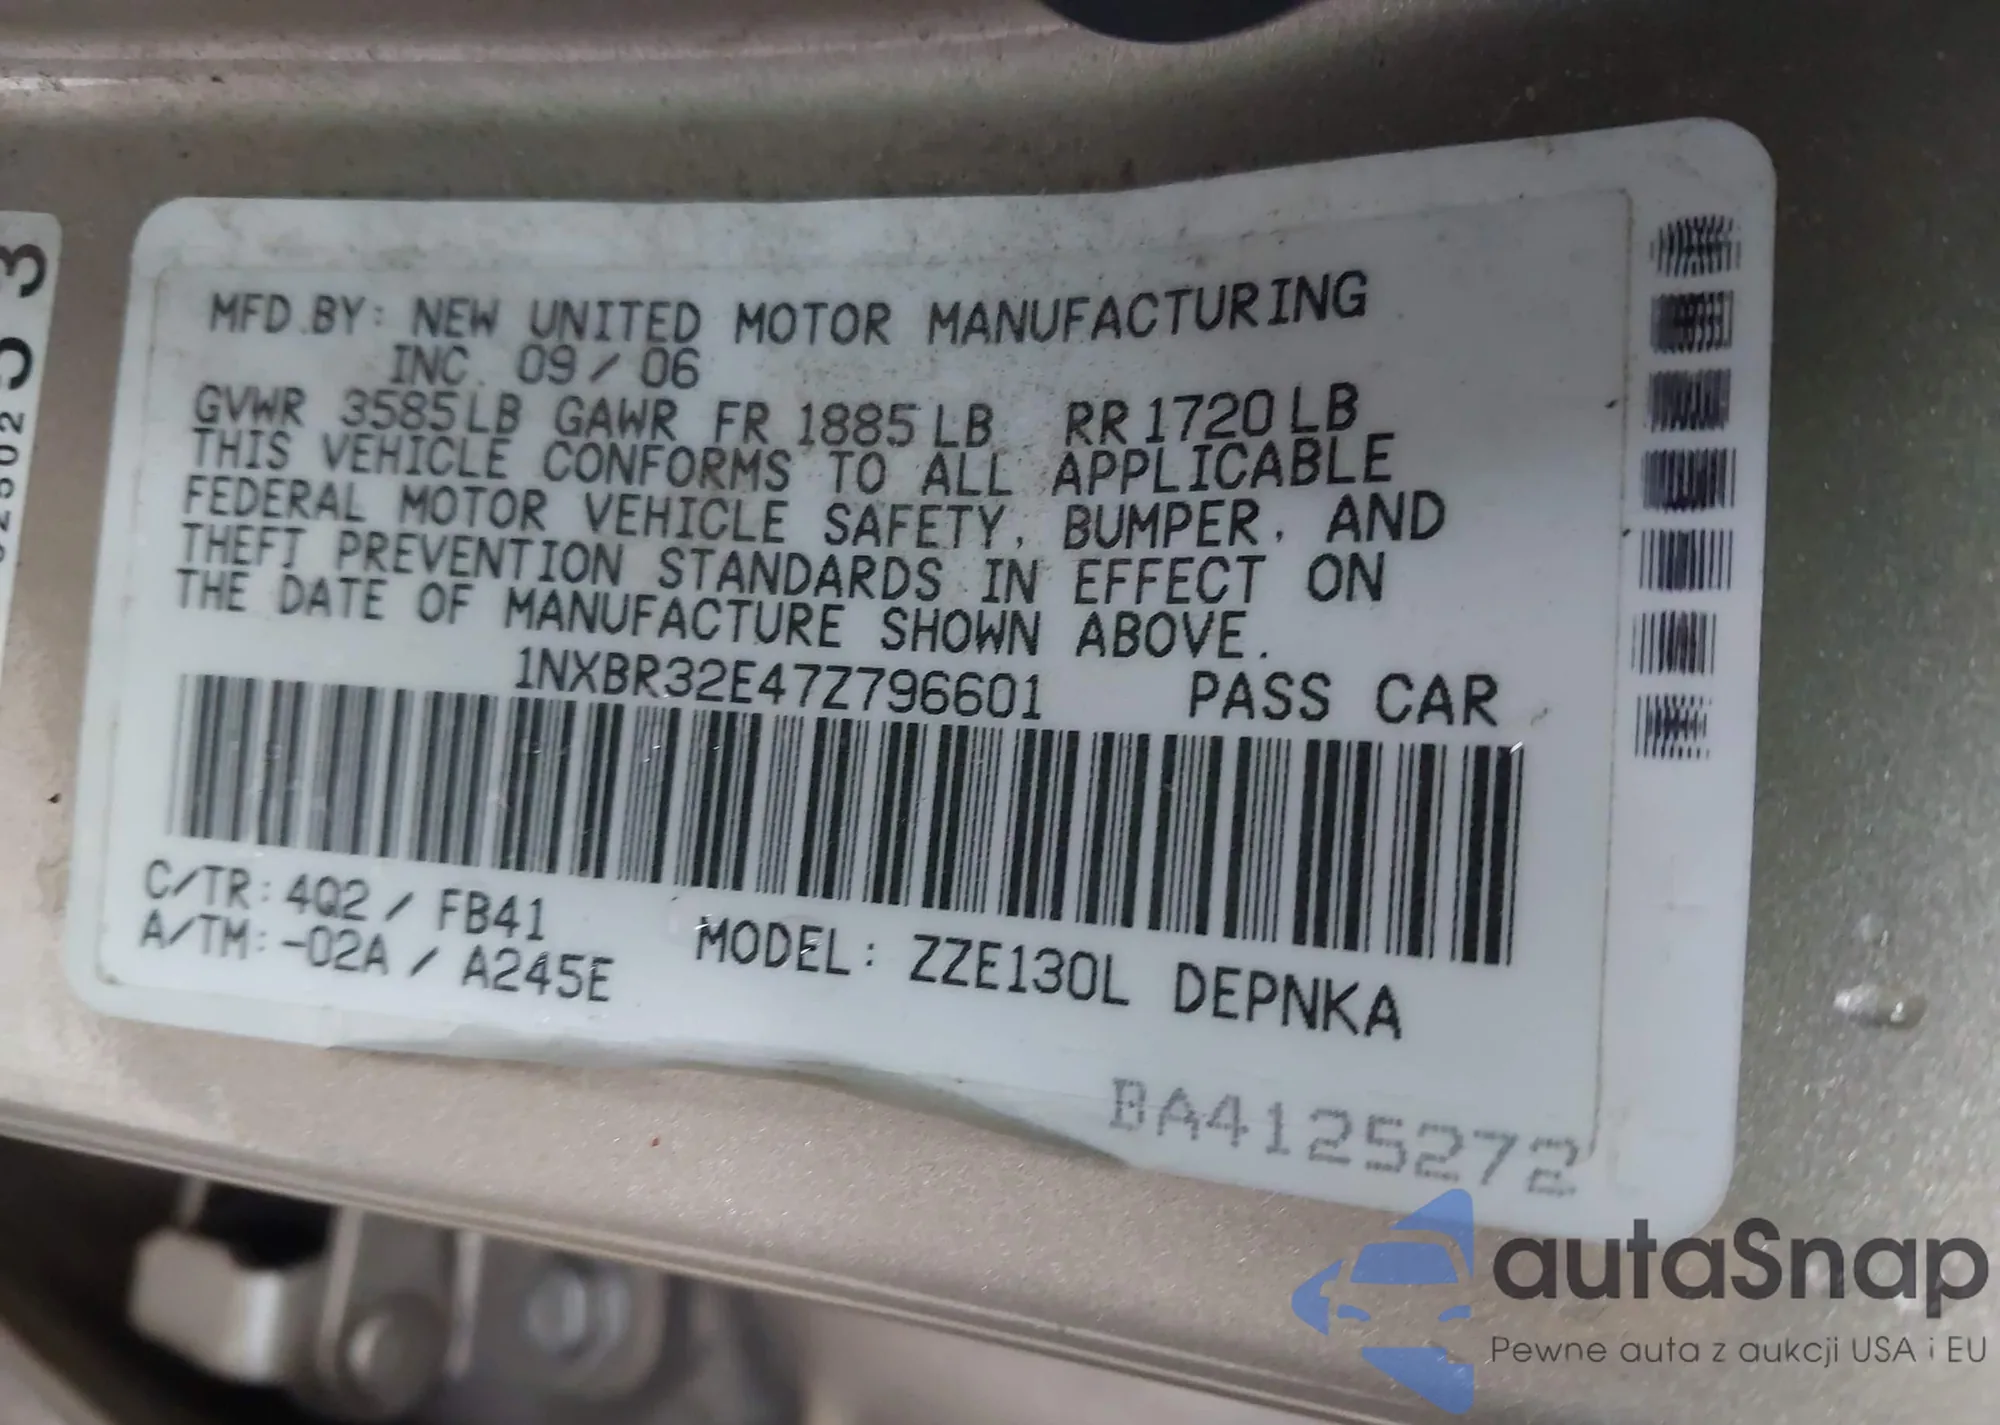 MFD.BY: NEW UNITED MOTOR MANUFACTURING
INC. 09/06
GVWR 3585LB GAWR FR 1885LB RR 1720LB
THIS VEHICLE CONFORMS TO ALL APPLICABLE
FEDERAL MOTOR VEHICLE SAFETY, BUMPER, AND
THEFT PREVENTION STANDARDS IN EFFECT ON
THE DATE OF MANUFACTURE SHOWN ABOVE.
1NXBR32E47Z796601 PASS CAR
C/TR: 4Q2 / FB41
A/TM: -02A / A245E
MODEL: ZZE130L DEPNKA
BA4125272
autaSnap
Pewne auta z aukcji USA i EU